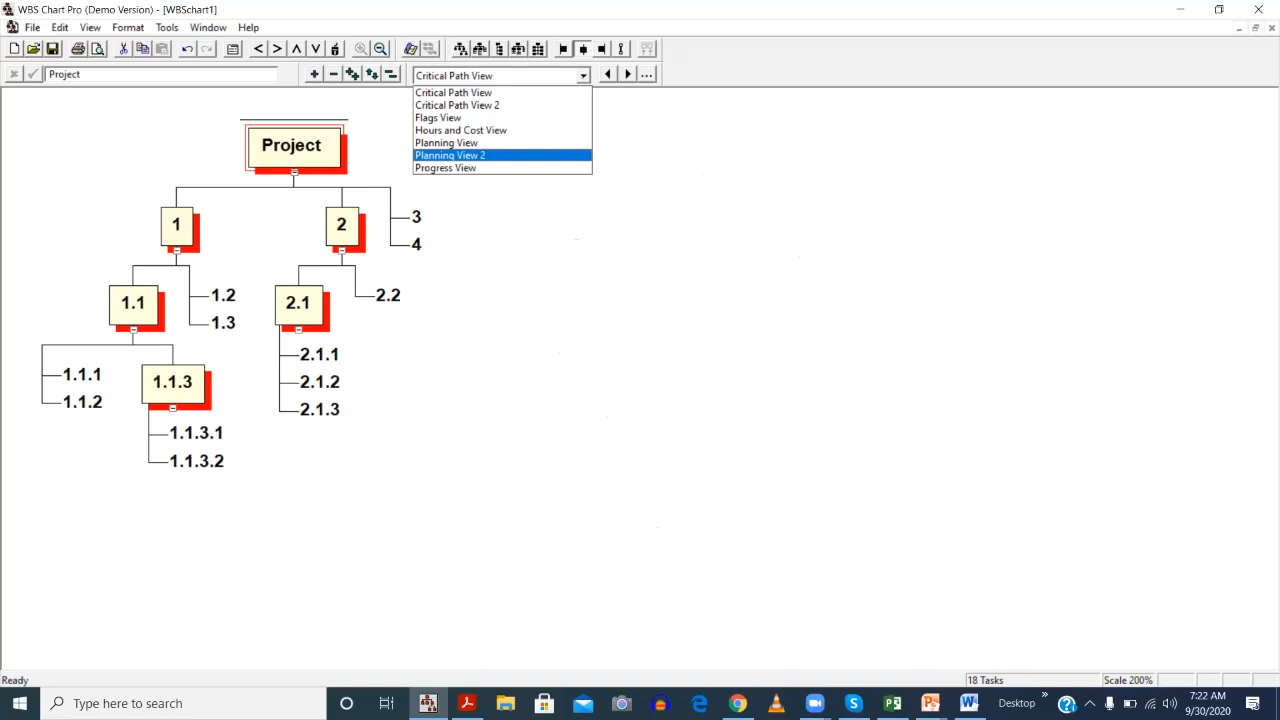 WBS Chart Pro (Demo Version) - [WBSchart1]
File Edit View Format Tools Window Help
Project
Critical Path View
Critical Path View
Critical Path View 2
Flags View
Hours and Cost View
Planning View
Planning View 2
Progress View
Project
1
2
3
4
1.1
1.2
1.3
2.1
2.2
1.1.1
1.1.2
1.1.3
2.1.1
2.1.2
2.1.3
1.1.3.1
1.1.3.2
Ready
18 Tasks
Scale 200%
Type here to search
Desktop
7:22 AM
9/30/2020